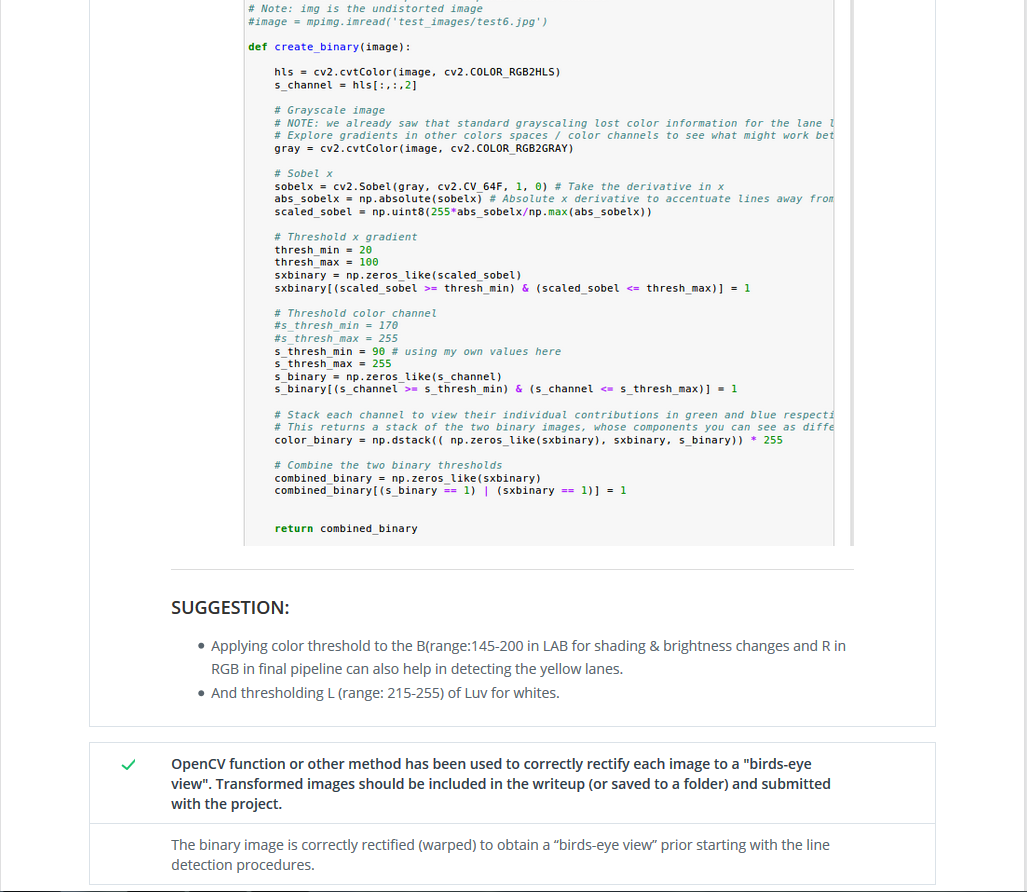 # Note: img is the undistorted image
#image = mpimg.imread('test_images/test6.jpg')
def create_binary(image):
hls = cv2.cvtColor(image, cv2.COLOR_RGB2HLS)
s_channel = hls[:,:,2]
# Grayscale image
# NOTE: we already saw that standard grayscaling lost color information for the lane l
# Explore gradients in other colors spaces / color channels to see what might work bet
gray = cv2.cvtColor(image, cv2.COLOR_RGB2GRAY)
# Sobel x
sobelx = cv2.Sobel(gray, cv2.CV_64F, 1, 0) # Take the derivative in x
abs_sobelx = np.absolute(sobelx) # Absolute x derivative to accentuate lines away from
scaled_sobel = np.uint8(255*abs_sobelx/np.max(abs_sobelx))
# Threshold x gradient
thresh_min = 20
thresh_max = 100
sxbinary = np.zeros_like(scaled_sobel)
sxbinary[(scaled_sobel >= thresh_min) & (scaled_sobel <= thresh_max)] = 1
# Threshold color channel
#s_thresh_min = 170
#s_thresh_max = 255
s_thresh_min = 90 # using my own values here
s_thresh_max = 255
s_binary = np.zeros_like(s_channel)
s_binary[(s_channel >= s_thresh_min) & (s_channel <= s_thresh_max)] = 1
# Stack each channel to view their individual contributions in green and blue respecti
# This returns a stack of the two binary images, whose components you can see as diffe
color_binary = np.dstack(( np.zeros_like(sxbinary), sxbinary, s_binary)) * 255
# Combine the two binary thresholds
combined_binary = np.zeros_like(sxbinary)
combined_binary[(s_binary == 1) | (sxbinary == 1)] = 1
return combined_binary
SUGGESTION:
• Applying color threshold to the B(range:145-200 in LAB for shading & brightness changes and R in
RGB in final pipeline can also help in detecting the yellow lanes.
• And thresholding L (range: 215-255) of Luv for whites.
OpenCV function or other method has been used to correctly rectify each image to a "birds-eye
view". Transformed images should be included in the writeup (or saved to a folder) and submitted
with the project.
The binary image is correctly rectified (warped) to obtain a “birds-eye view” prior starting with the line
detection procedures.